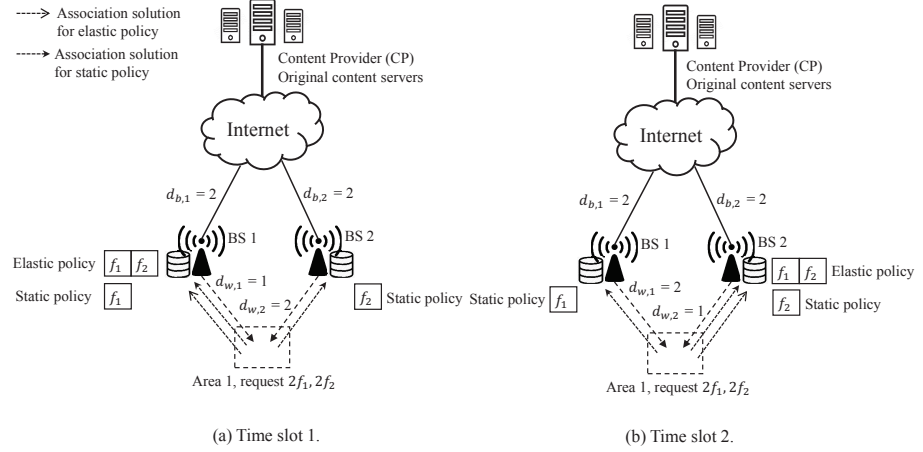 Association solution
for elastic policy
Association solution
for static policy
Content Provider (CP)
Original content servers
Internet
d_{b,1} = 2
d_{b,2} = 2
BS 1
BS 2
Elastic policy f_1 f_2
Static policy f_1
f_2 Static policy
d_{w,1} = 1
d_{w,2} = 2
Area 1, request 2f_1, 2f_2
(a) Time slot 1.
Content Provider (CP)
Original content servers
Internet
d_{b,1} = 2
d_{b,2} = 2
BS 1
BS 2
f_1 f_2 Elastic policy
Static policy f_1
f_2 Static policy
d_{w,1} = 2
d_{w,2} = 1
Area 1, request 2f_1, 2f_2
(b) Time slot 2.